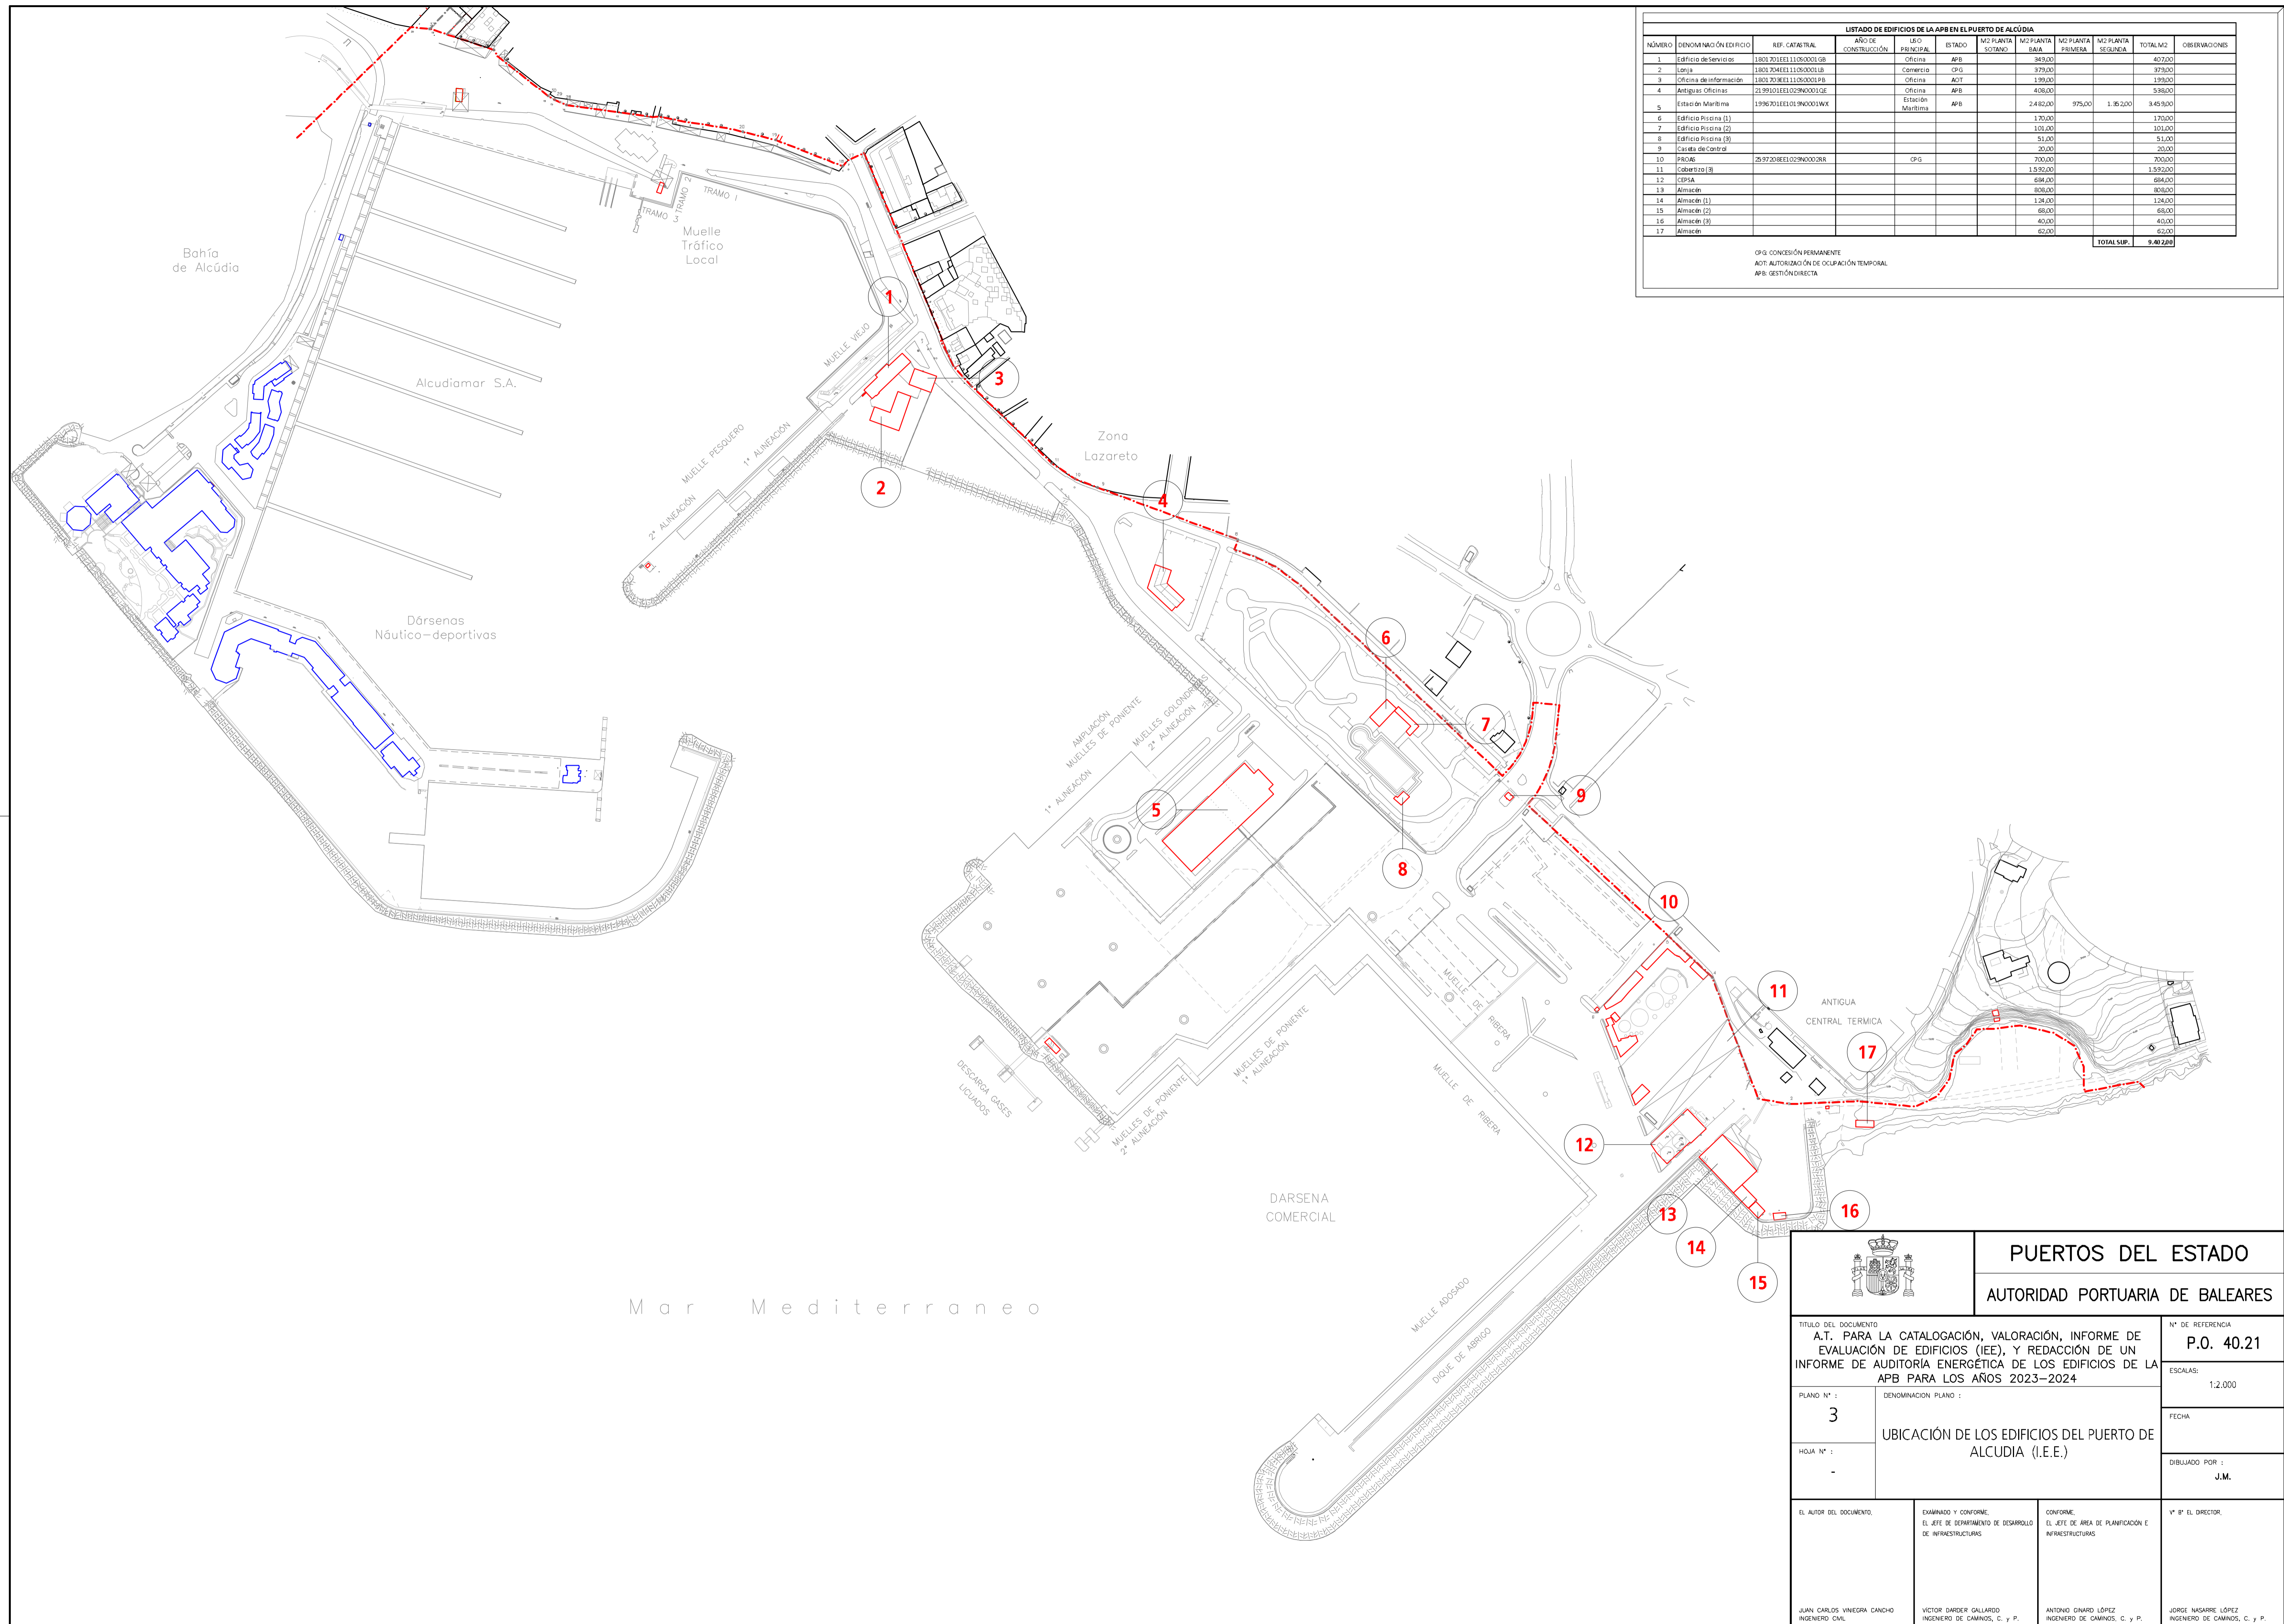 LISTADO DE EDIFICIOS DE LA APB EN EL PUERTO DE ALCÚDIA
NÚMERO DENOMINACIÓN EDIFICIO REF. CATASTRAL AÑO DE CONSTRUCCIÓN USO PRINCIPAL ESTADO M2 PLANTA SOTANO M2 PLANTA BAJA M2 PLANTA PRIMERA M2 PLANTA SEGUNDA TOTAL M2 OBSERVACIONES
1 Edificio de Servicios 1801701EE1110S0001GB Oficina APB 349,00 407,00
2 Lonja 1801704EE1110S0001LB Comercio CPG 379,00 379,00
3 Oficina de información 1801703EE1110S0001PB Oficina AOT 199,00 199,00
4 Antiguas Oficinas 2199101EE1029N0001QE Oficina APB 408,00 538,00
5 Estación Marítima 1996701EE1019N0001WX Estación Marítima APB 2.482,00 975,00 1.352,00 3.459,00
6 Edificio Piscina (1) 170,00 170,00
7 Edificio Piscina (2) 101,00 101,00
8 Edificio Piscina (3) 51,00 51,00
9 Caseta de Control 20,00 20,00
10 PROAS 2597208EE1029N0002RR CPG 700,00 700,00
11 Cobertizo (3) 1.592,00 1.592,00
12 CEPSA 684,00 684,00
13 Almacén 808,00 808,00
14 Almacén (1) 124,00 124,00
15 Almacén (2) 68,00 68,00
16 Almacén (3) 40,00 40,00
17 Almacén 62,00 62,00
TOTAL SUP. 9.402,00
CPG: CONCESIÓN PERMANENTE
AOT: AUTORIZACIÓN DE OCUPACIÓN TEMPORAL
APB: GESTIÓN DIRECTA
TRAMO 1
TRAMO 2
TRAMO 3
Muelle
Tráfico
Local
Bahía
de Alcúdia
1
MUELLE VIEJO
3
Alcudiamar S.A.
2
MUELLE PESQUERO
1ª ALINEACIÓN
2ª ALINEACIÓN
Zona
Lazareto
4
Dársenas
Náutico-deportivas
6
7
AMPLIACIÓN
MUELLES DE PONIENTE
1ª ALINEACIÓN
MUELLES GOLONDRINAS
2ª ALINEACIÓN
5
9
8
10
MUELLE DE RIBERA
11
ANTIGUA
CENTRAL TERMICA
17
DESCARGA GASES
LICUADOS
MUELLES DE PONIENTE
1ª ALINEACIÓN
MUELLES DE PONIENTE
2ª ALINEACIÓN
MUELLE DE RIBERA
12
13
14
15
16
DARSENA
COMERCIAL
Mar Mediterraneo
MUELLE ADOSADO
DIQUE DE ABRIGO
PUERTOS DEL ESTADO
AUTORIDAD PORTUARIA DE BALEARES
TITULO DEL DOCUMENTO
A.T. PARA LA CATALOGACIÓN, VALORACIÓN, INFORME DE
EVALUACIÓN DE EDIFICIOS (IEE), Y REDACCIÓN DE UN
INFORME DE AUDITORÍA ENERGÉTICA DE LOS EDIFICIOS DE LA
APB PARA LOS AÑOS 2023-2024
Nº DE REFERENCIA
P.O. 40.21
ESCALAS:
1:2.000
PLANO Nº :
3
DENOMINACION PLANO :
UBICACIÓN DE LOS EDIFICIOS DEL PUERTO DE
ALCUDIA (I.E.E.)
FECHA
HOJA Nº :
-
DIBUJADO POR :
J.M.
EL AUTOR DEL DOCUMENTO,
JUAN CARLOS VINIEGRA CANCHO
INGENIERO CIVIL
EXAMINADO Y CONFORME,
EL JEFE DE DEPARTAMENTO DE DESARROLLO
DE INFRAESTRUCTURAS
VÍCTOR DARDER GALLARDO
INGENIERO DE CAMINOS, C. y P.
CONFORME,
EL JEFE DE ÁREA DE PLANIFICACIÓN E
INFRAESTRUCTURAS
ANTONIO GINARD LÓPEZ
INGENIERO DE CAMINOS, C. y P.
Vº Bº EL DIRECTOR,
JORGE NASARRE LÓPEZ
INGENIERO DE CAMINOS, C. y P.